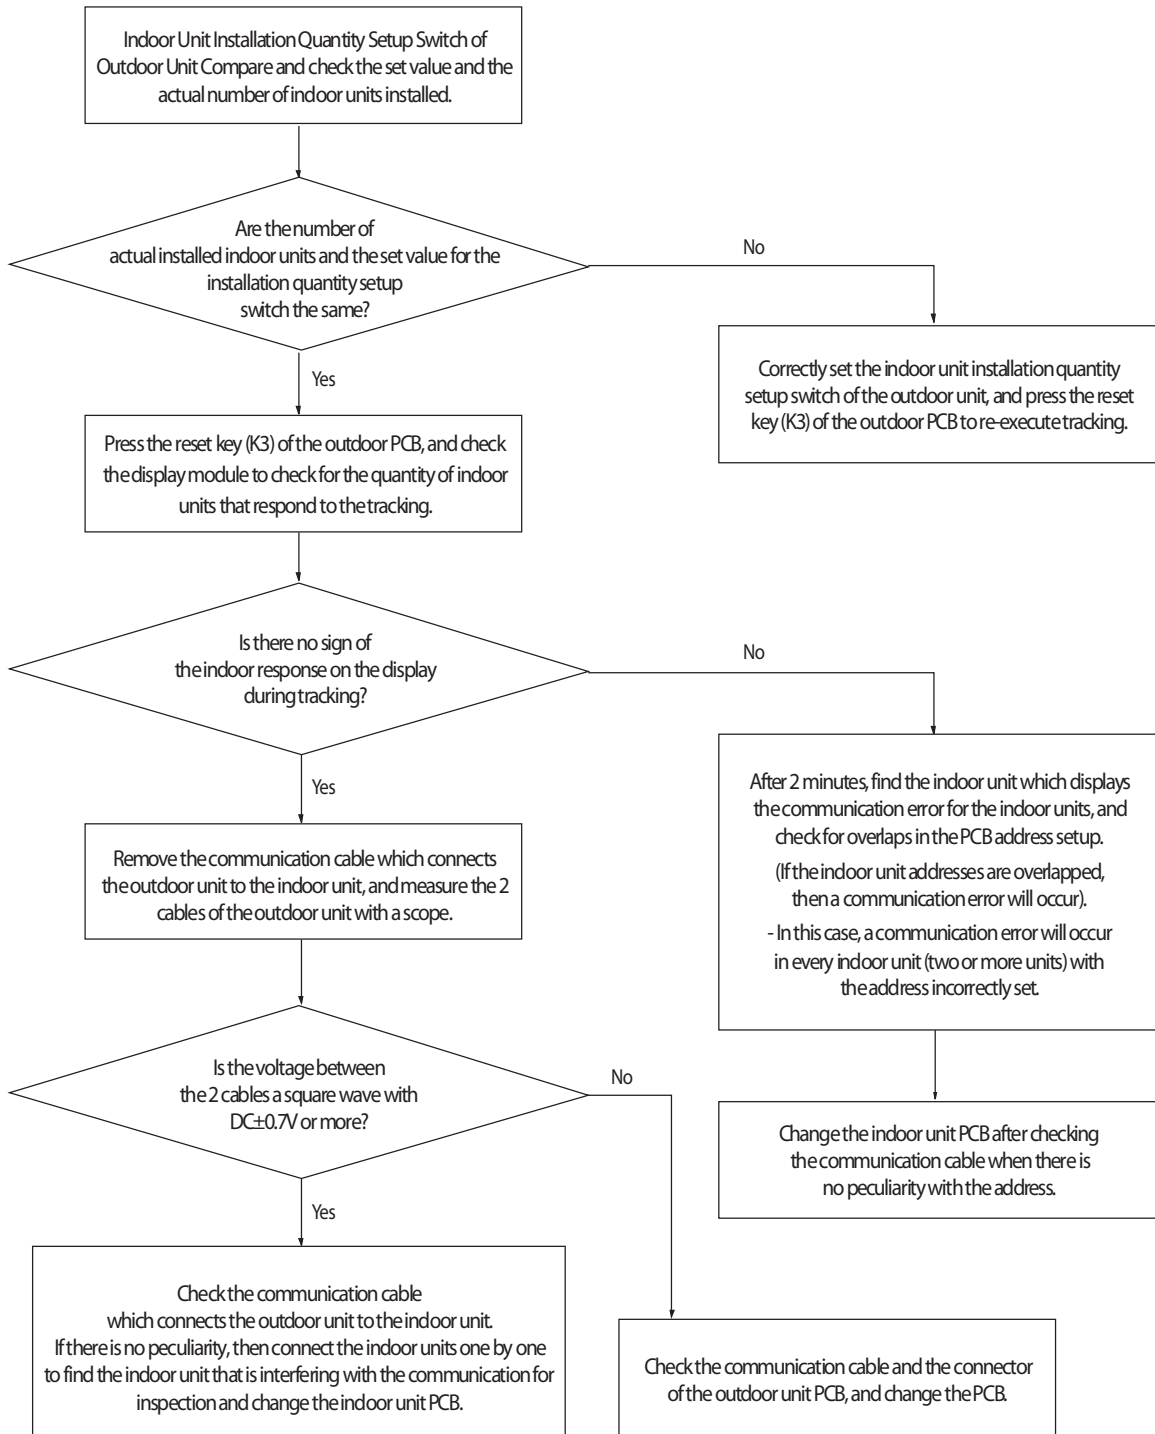 Indoor Unit Installation Quantity Setup Switch of
Outdoor Unit Compare and check the set value and the
actual number of indoor units installed.
Are the number of
actual installed indoor units and the set value for the
installation quantity setup
switch the same?
No
Correctly set the indoor unit installation quantity
setup switch of the outdoor unit, and press the reset
key (K3) of the outdoor PCB to re-execute tracking.
Yes
Press the reset key (K3) of the outdoor PCB, and check
the display module to check for the quantity of indoor
units that respond to the tracking.
Is there no sign of
the indoor response on the display
during tracking?
No
After 2 minutes, find the indoor unit which displays
the communication error for the indoor units, and
check for overlaps in the PCB address setup.
(If the indoor unit addresses are overlapped,
then a communication error will occur).
- In this case, a communication error will occur
in every indoor unit (two or more units) with
the address incorrectly set.
Yes
Remove the communication cable which connects
the outdoor unit to the indoor unit, and measure the 2
cables of the outdoor unit with a scope.
Is the voltage between
the 2 cables a square wave with
DC±0.7V or more?
No
Change the indoor unit PCB after checking
the communication cable when there is
no peculiarity with the address.
Yes
Check the communication cable
which connects the outdoor unit to the indoor unit.
If there is no peculiarity, then connect the indoor units one by one
to find the indoor unit that is interfering with the communication for
inspection and change the indoor unit PCB.
Check the communication cable and the connector
of the outdoor unit PCB, and change the PCB.